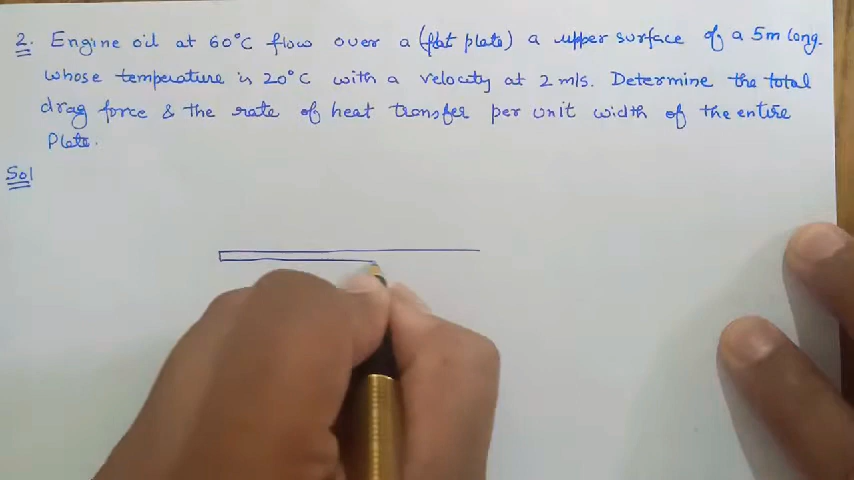 2. Engine oil at 60°C flow over a (flat plate) a upper surface of a 5m long.
whose temperature is 20°C with a velocity at 2 m/s. Determine the total
drag force & the rate of heat transfer per unit width of the entire
Plate.
Sol